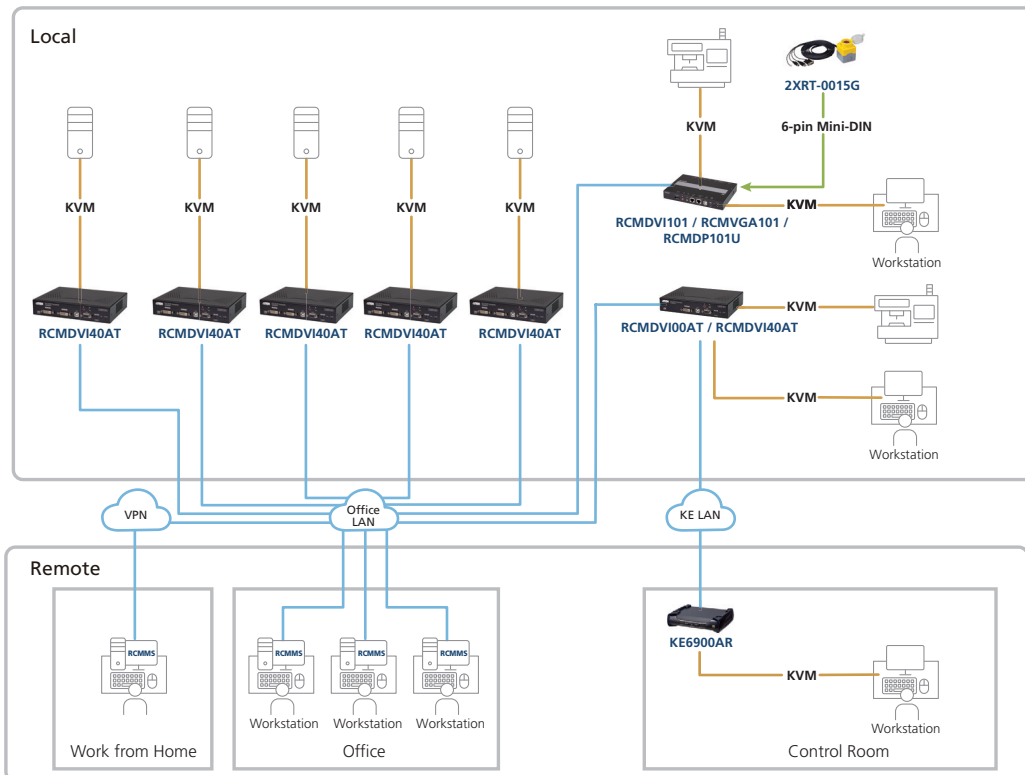 Local
2XRT-0015G
KVM
6-pin Mini-DIN
KVM
KVM
KVM
KVM
KVM
KVM
RCMDVI101 / RCMVGA101 /
RCMDP101U
Workstation
RCMDVI40AT
RCMDVI40AT
RCMDVI40AT
RCMDVI40AT
RCMDVI40AT
KVM
RCMDVI00AT / RCMDVI40AT
KVM
Workstation
VPN
Office
LAN
KE LAN
Remote
RCMMS
RCMMS
RCMMS
RCMMS
KE6900AR
KVM
Workstation
Workstation
Workstation
Workstation
Work from Home
Office
Control Room